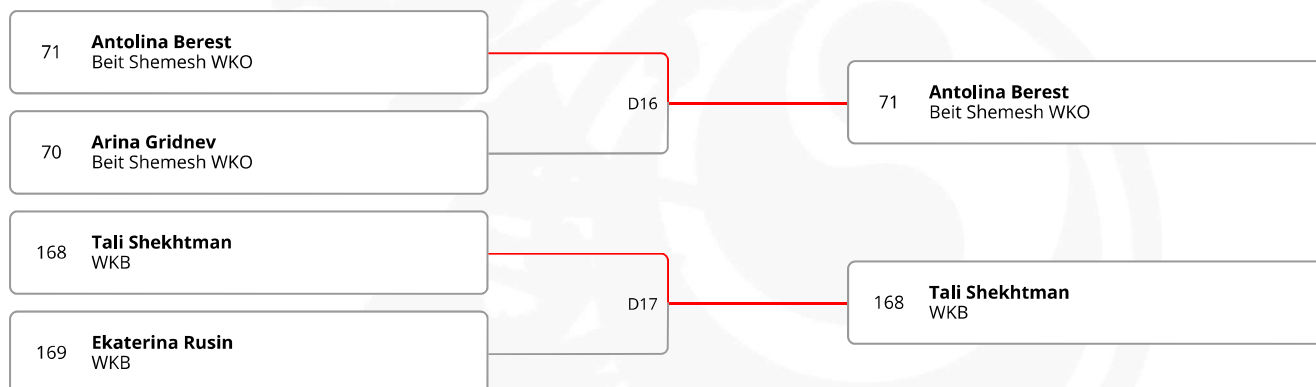 71
Antolina Berest
Beit Shemesh WKO
70
Arina Gridnev
Beit Shemesh WKO
D16
71
Antolina Berest
Beit Shemesh WKO
168
Tali Shekhtman
WKB
169
Ekaterina Rusin
WKB
D17
168
Tali Shekhtman
WKB